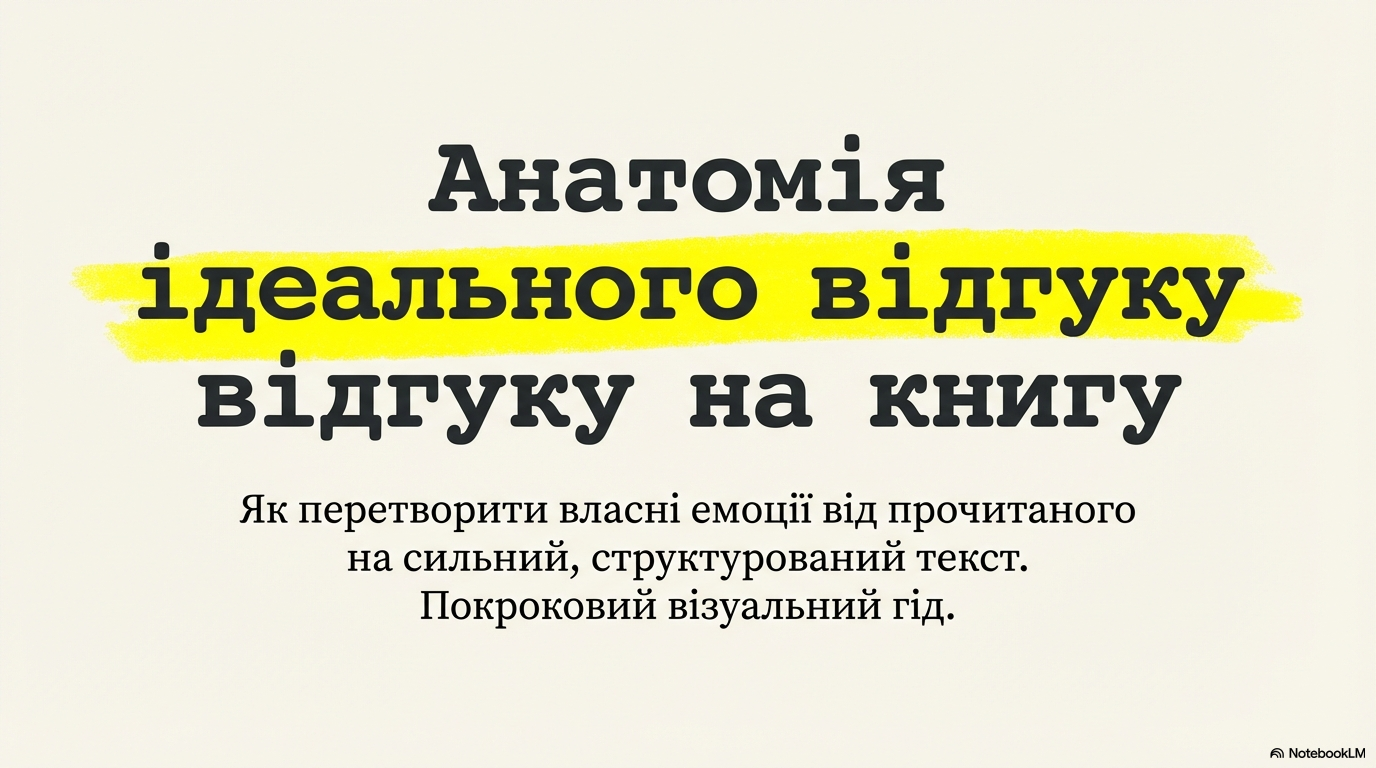 Анатомія
ідеального відгуку
відгуку на книгу
Як перетворити власні емоції від прочитаного
на сильний, структурований текст.
Покроковий візуальний гід.
NotebookLM